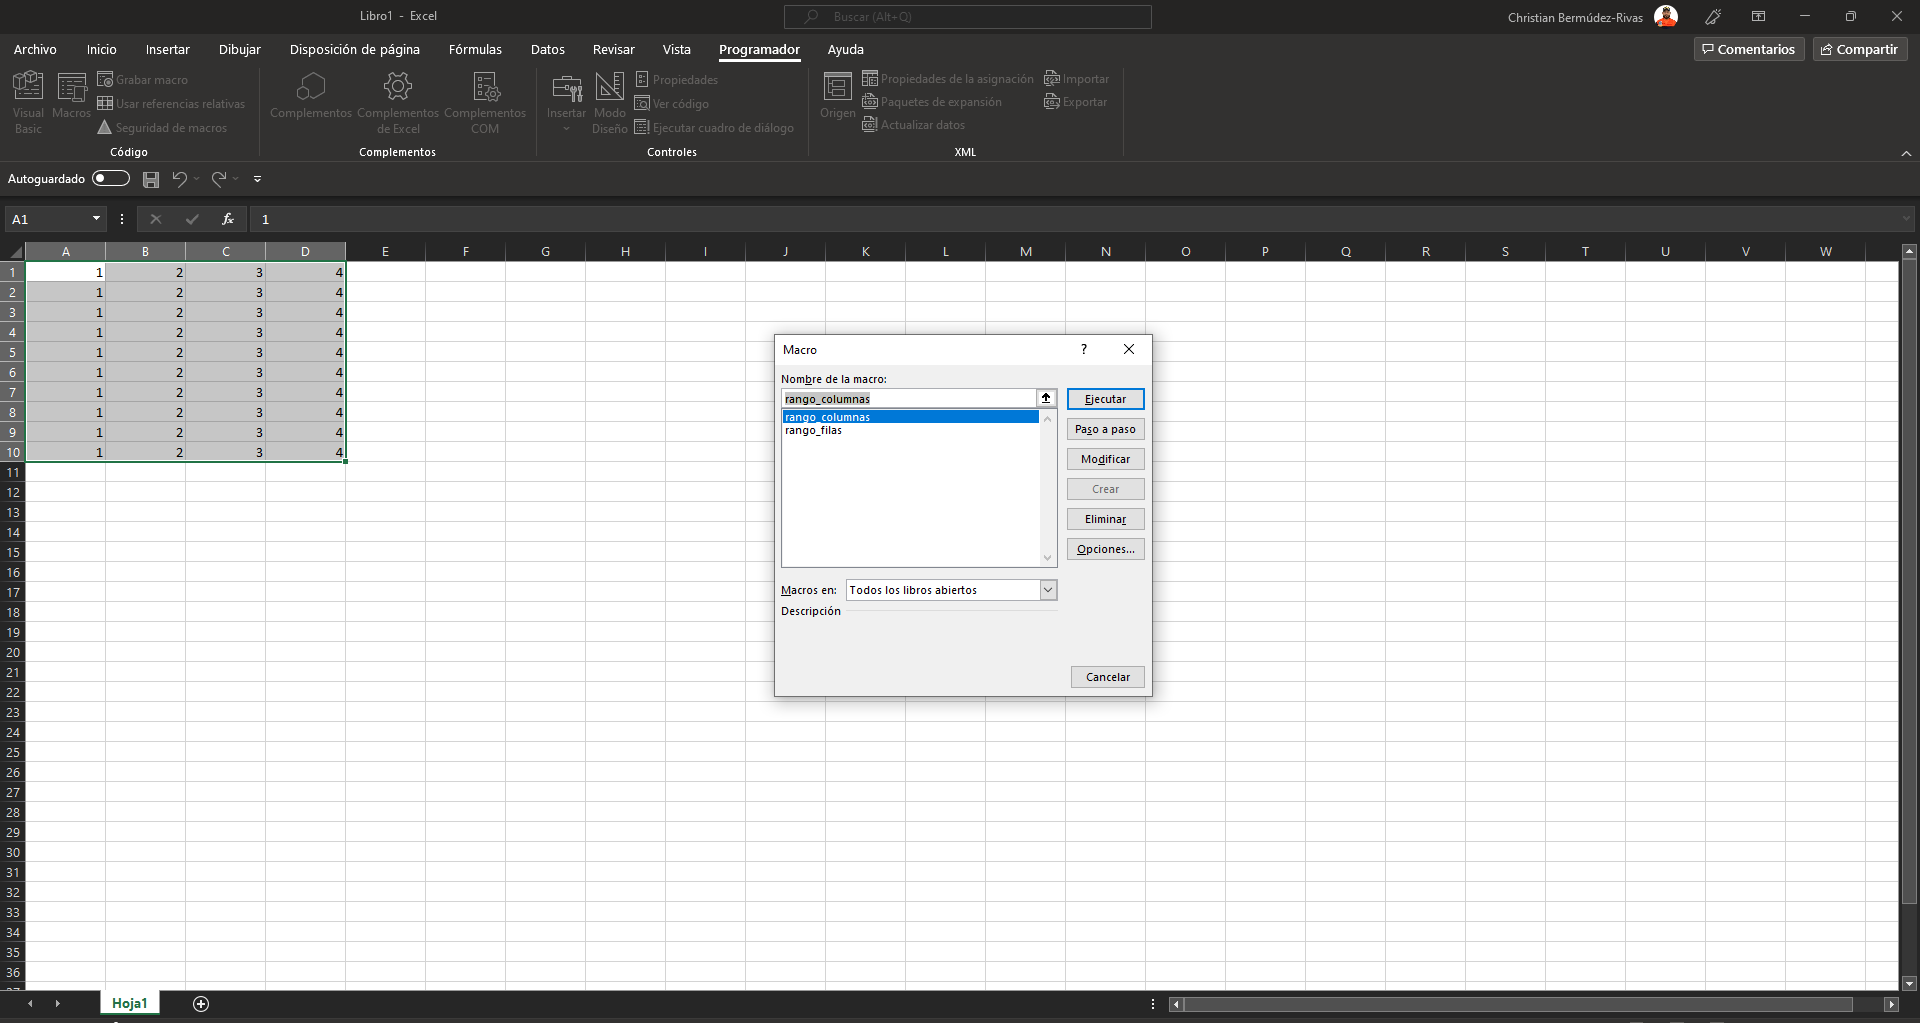 Libro1 - Excel
Buscar (Alt+Q)
Christian Bermúdez-Rivas
Archivo Inicio Insertar Dibujar Disposición de página Fórmulas Datos Revisar Vista Programador Ayuda
Comentarios Compartir
Visual Basic
Macros
Grabar macro
Usar referencias relativas
Seguridad de macros
Código
Complementos
Complementos de Excel
Complementos COM
Complementos
Insertar
Modo Diseño
Propiedades
Ver código
Ejecutar cuadro de diálogo
Controles
Origen
Propiedades de la asignación
Paquetes de expansión
Actualizar datos
Importar
Exportar
XML
Autoguardado
A1
fx
1
A B C D E F G H I J K L M N O P Q R S T U V W
1 1 2 3 4
2 1 2 3 4
3 1 2 3 4
4 1 2 3 4
5 1 2 3 4
6 1 2 3 4
7 1 2 3 4
8 1 2 3 4
9 1 2 3 4
10 1 2 3 4
11
12
13
14
15
16
17
18
19
20
21
22
23
24
25
26
27
28
29
30
31
32
33
34
35
36
Macro
?
Nombre de la macro:
rango_columnas
rango_columnas
rango_filas
Ejecutar
Paso a paso
Modificar
Crear
Eliminar
Opciones...
Macros en: Todos los libros abiertos
Descripción
Cancelar
Hoja1